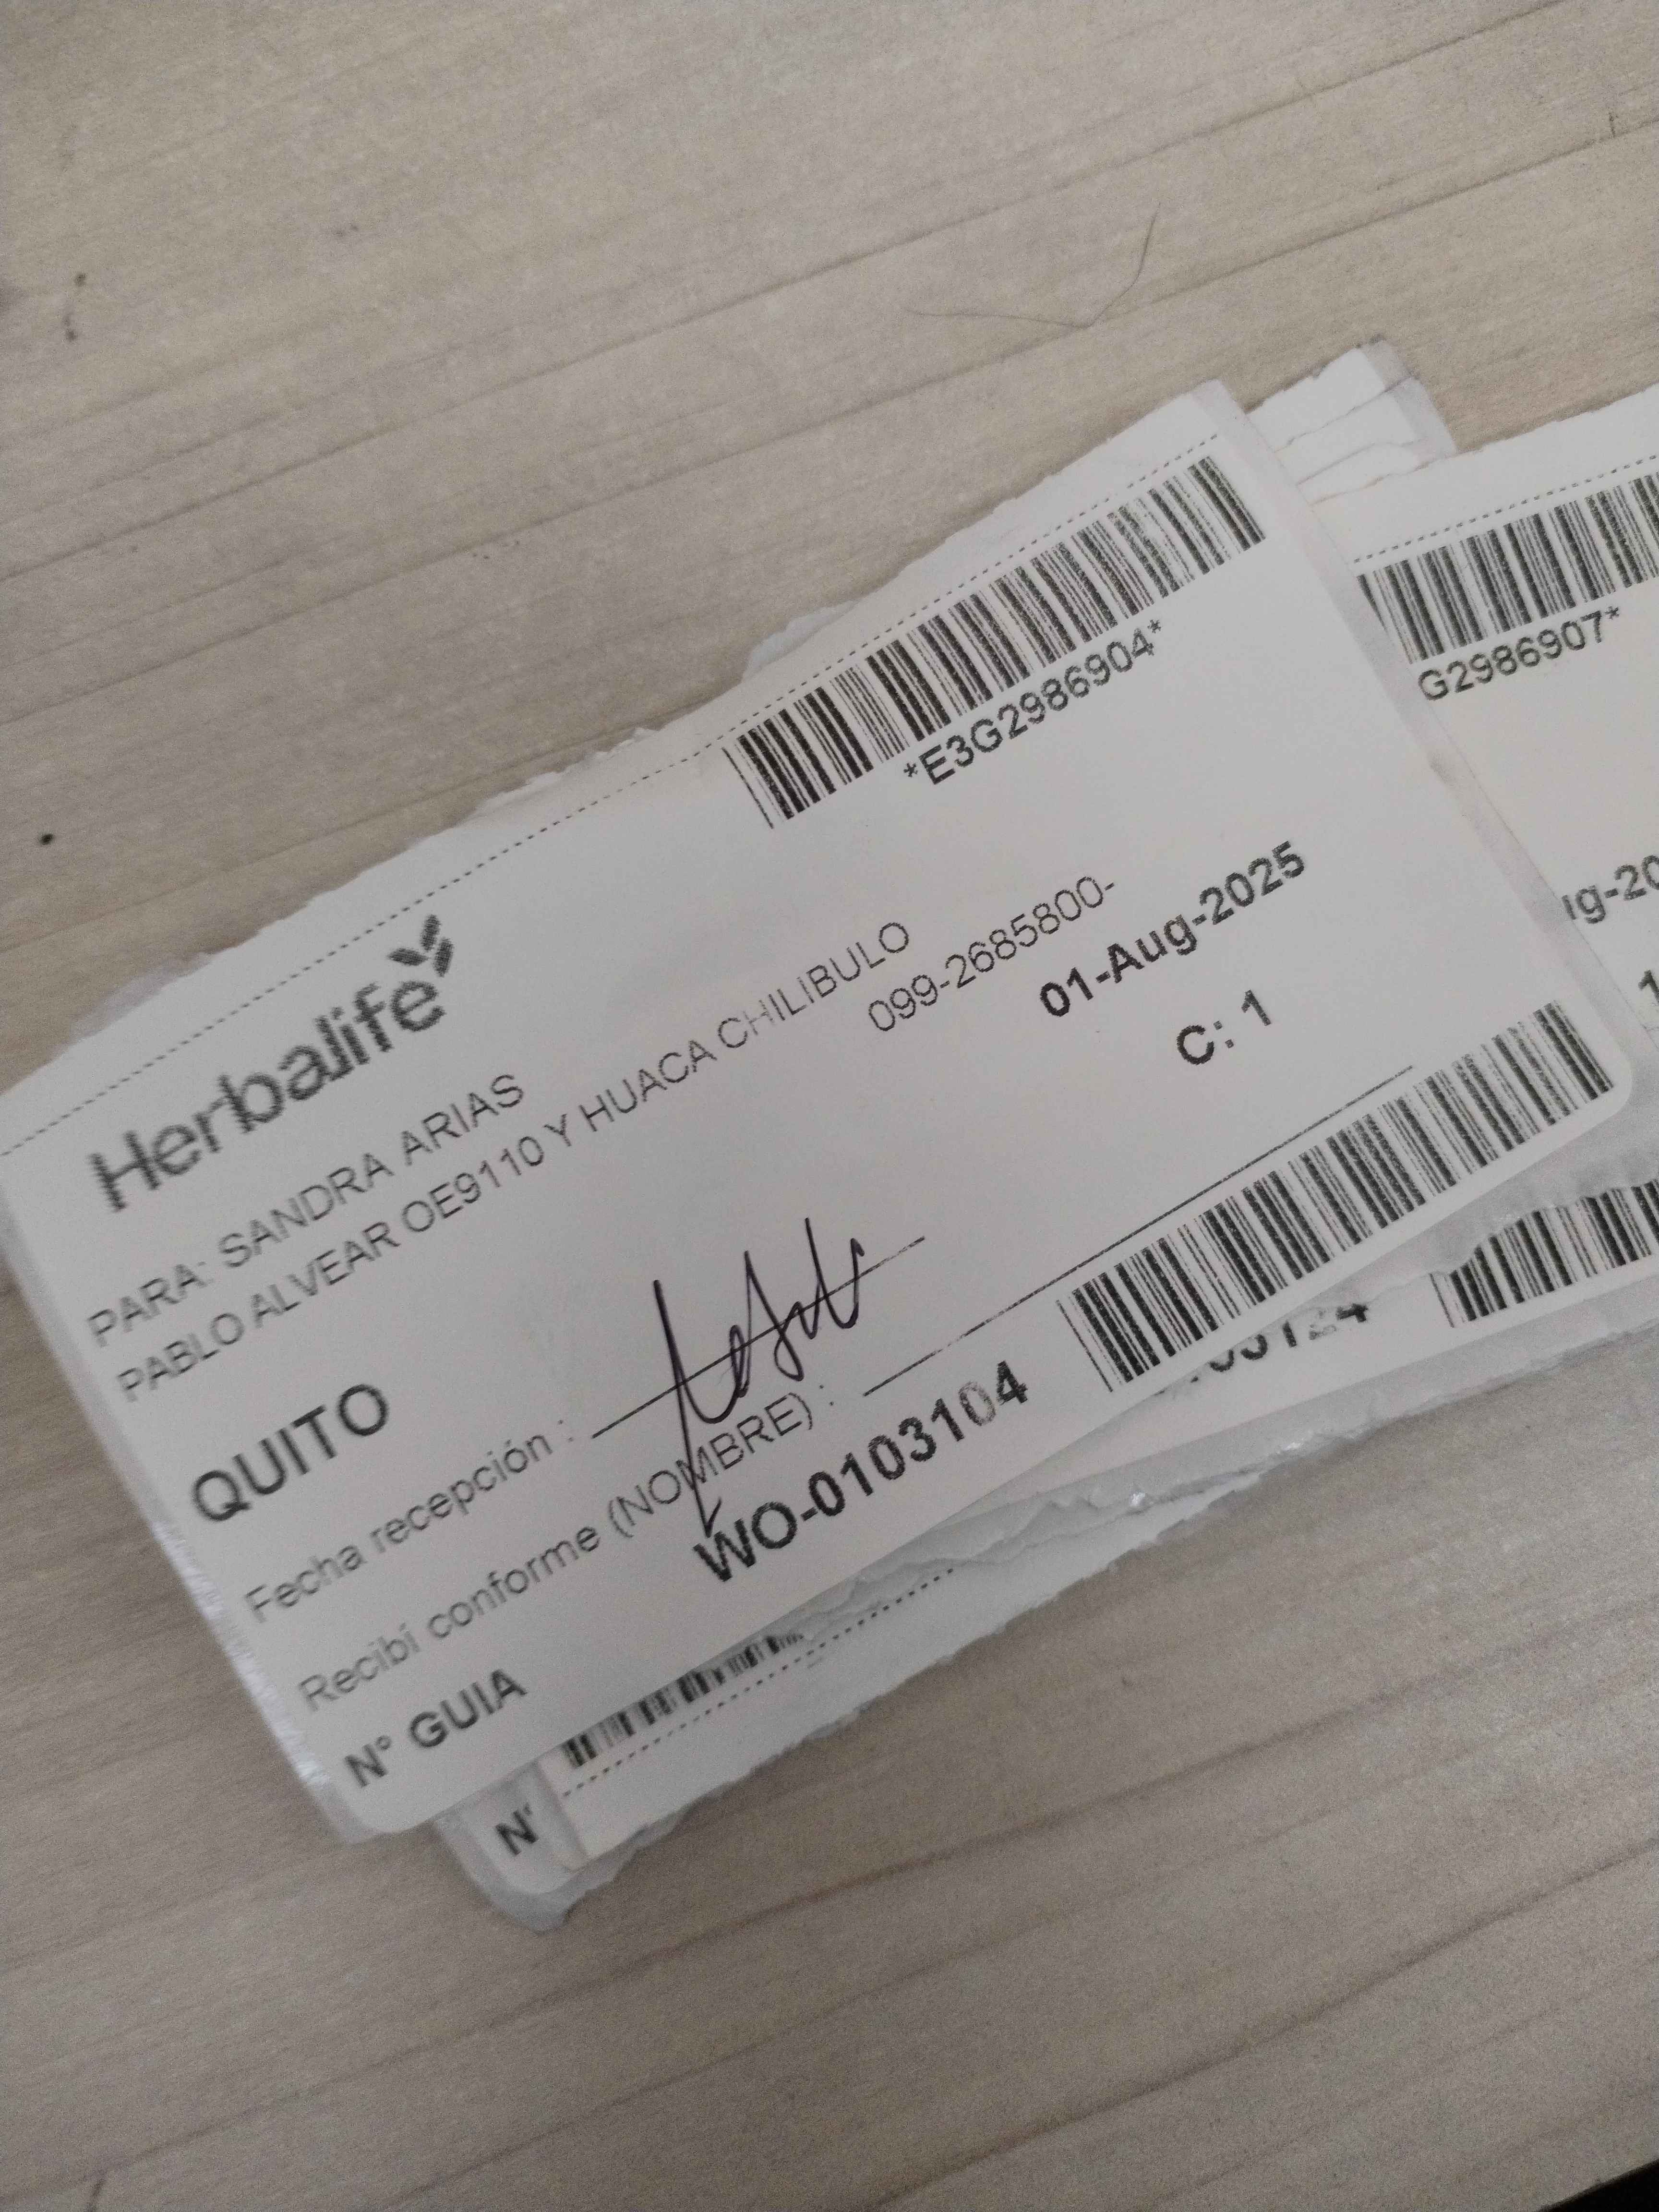 Herbalife
*E3G2986904*
PARA: SANDRA ARIAS
PABLO ALVEAR OE9110 Y HUACA CHILIBULO
099-2685800-
QUITO
01-Aug-2025
C: 1
Fecha recepción :
Recibí conforme (NOMBRE) :
N° GUIA
WO-0103104
G2986907*